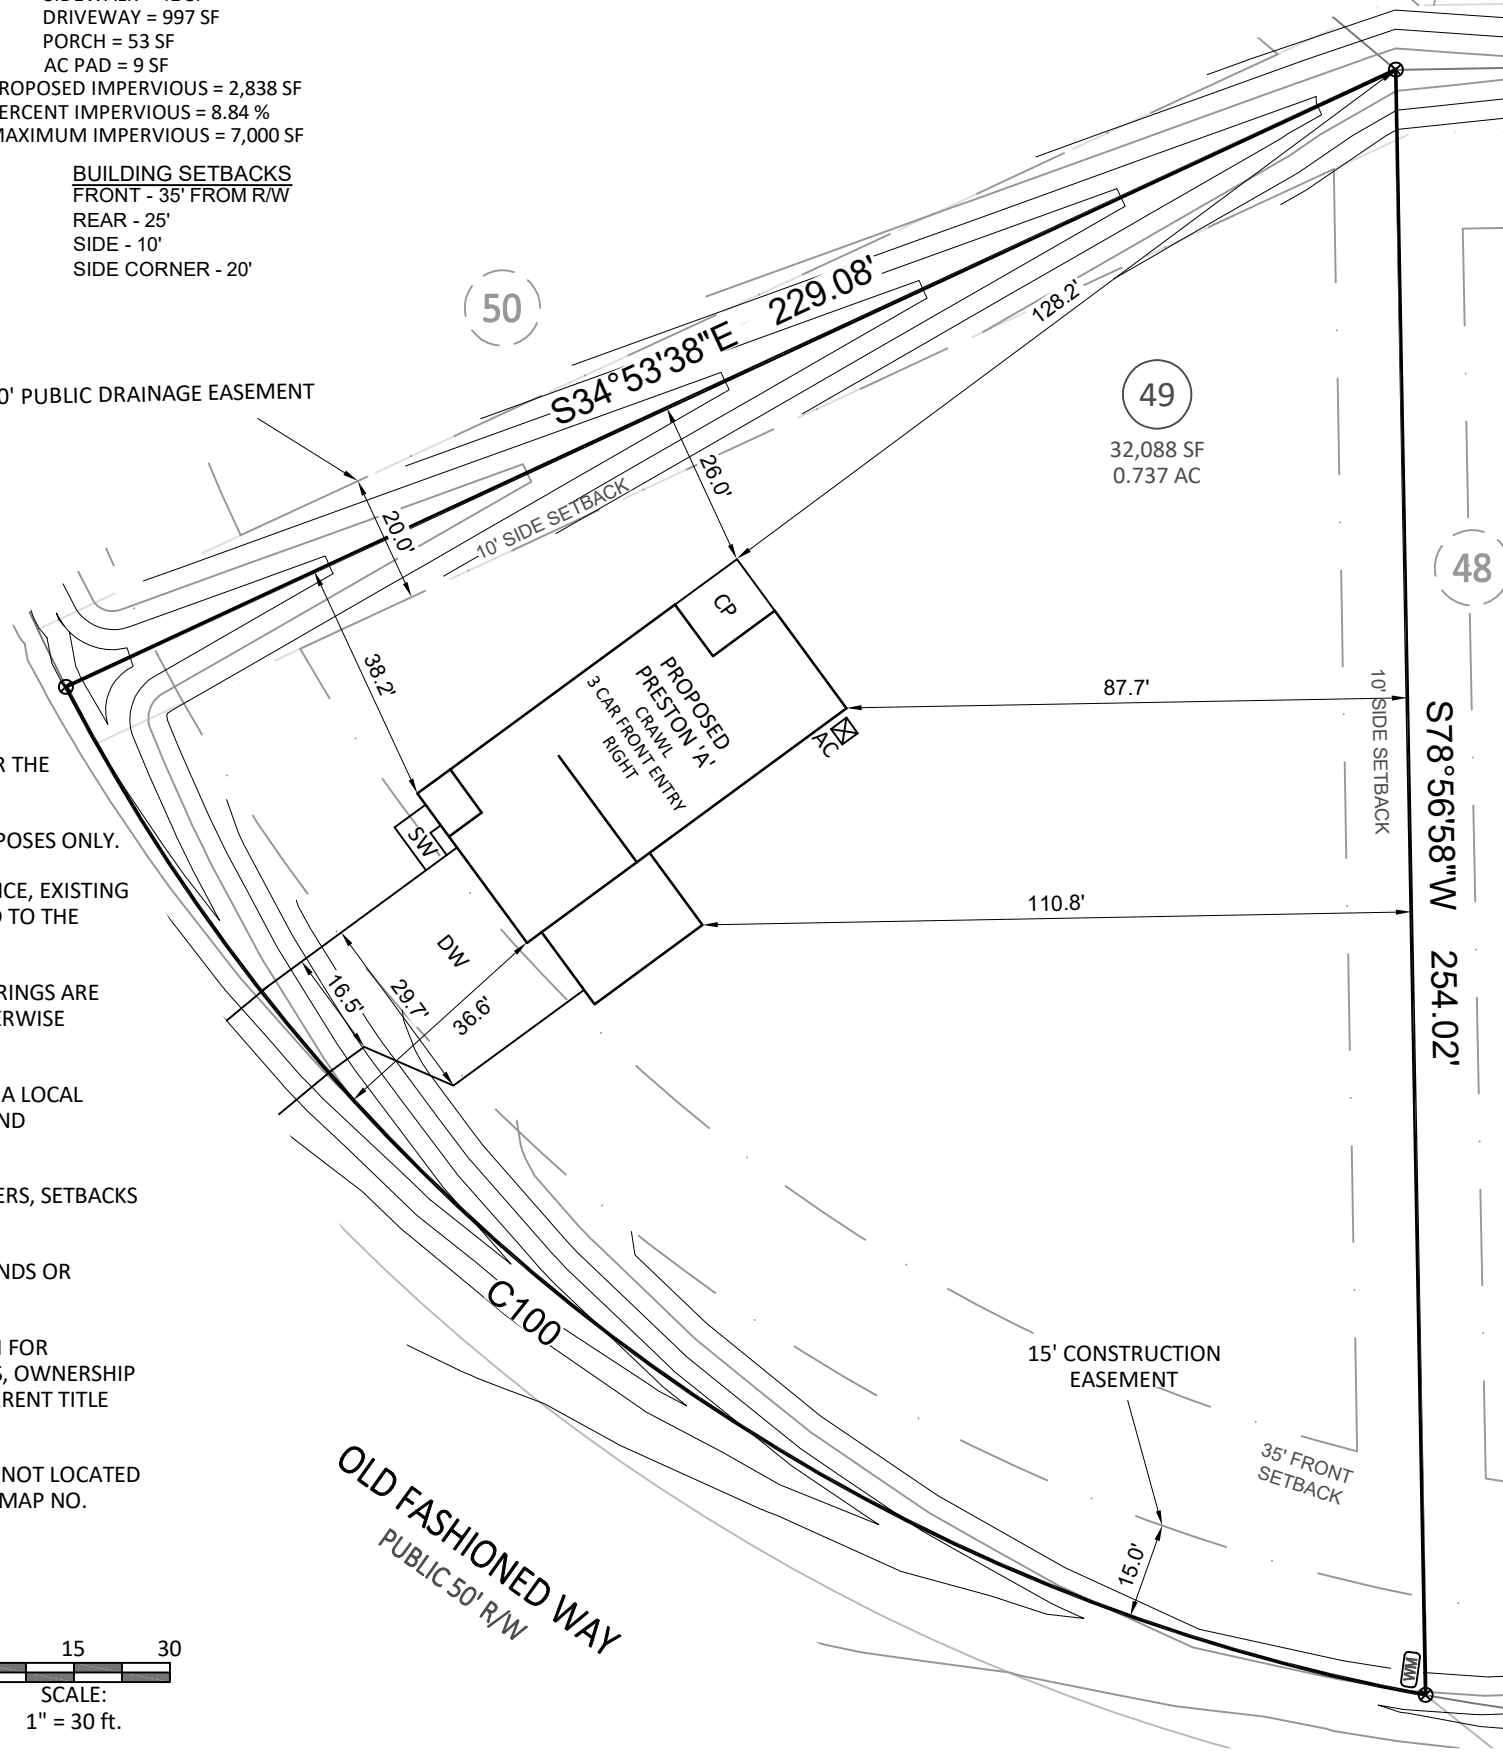 DRIVEWAY = 997 SF
PORCH = 53 SF
AC PAD = 9 SF
ROPOSED IMPERVIOUS = 2,838 SF
ERCENT IMPERVIOUS = 8.84 %
MAXIMUM IMPERVIOUS = 7,000 SF
BUILDING SETBACKS
FRONT - 35' FROM R/W
REAR - 25'
SIDE - 10'
SIDE CORNER - 20'
50
S34°53'38"E 229.08'
128.2'
0' PUBLIC DRAINAGE EASEMENT
49
32,088 SF
0.737 AC
26.0'
20.0'
10' SIDE SETBACK
48
CP
38.2'
PROPOSED
PRESTON 'A'
CRAWL
3 CAR FRONT ENTRY
RIGHT
87.7'
10' SIDE SETBACK
S78°56'58"W 254.02'
AC
R THE
POSES ONLY.
SW
NCE, EXISTING
D TO THE
110.8'
DW
16.5'
29.7'
36.6'
RINGS ARE
ERWISE
A LOCAL
ND
ERS, SETBACKS
NDS OR
C100
N FOR
S, OWNERSHIP
RRENT TITLE
15' CONSTRUCTION
EASEMENT
35' FRONT
SETBACK
NOT LOCATED
MAP NO.
OLD FASHIONED WAY
PUBLIC 50' R/W
15.0'
WM
15 30
SCALE:
1" = 30 ft.